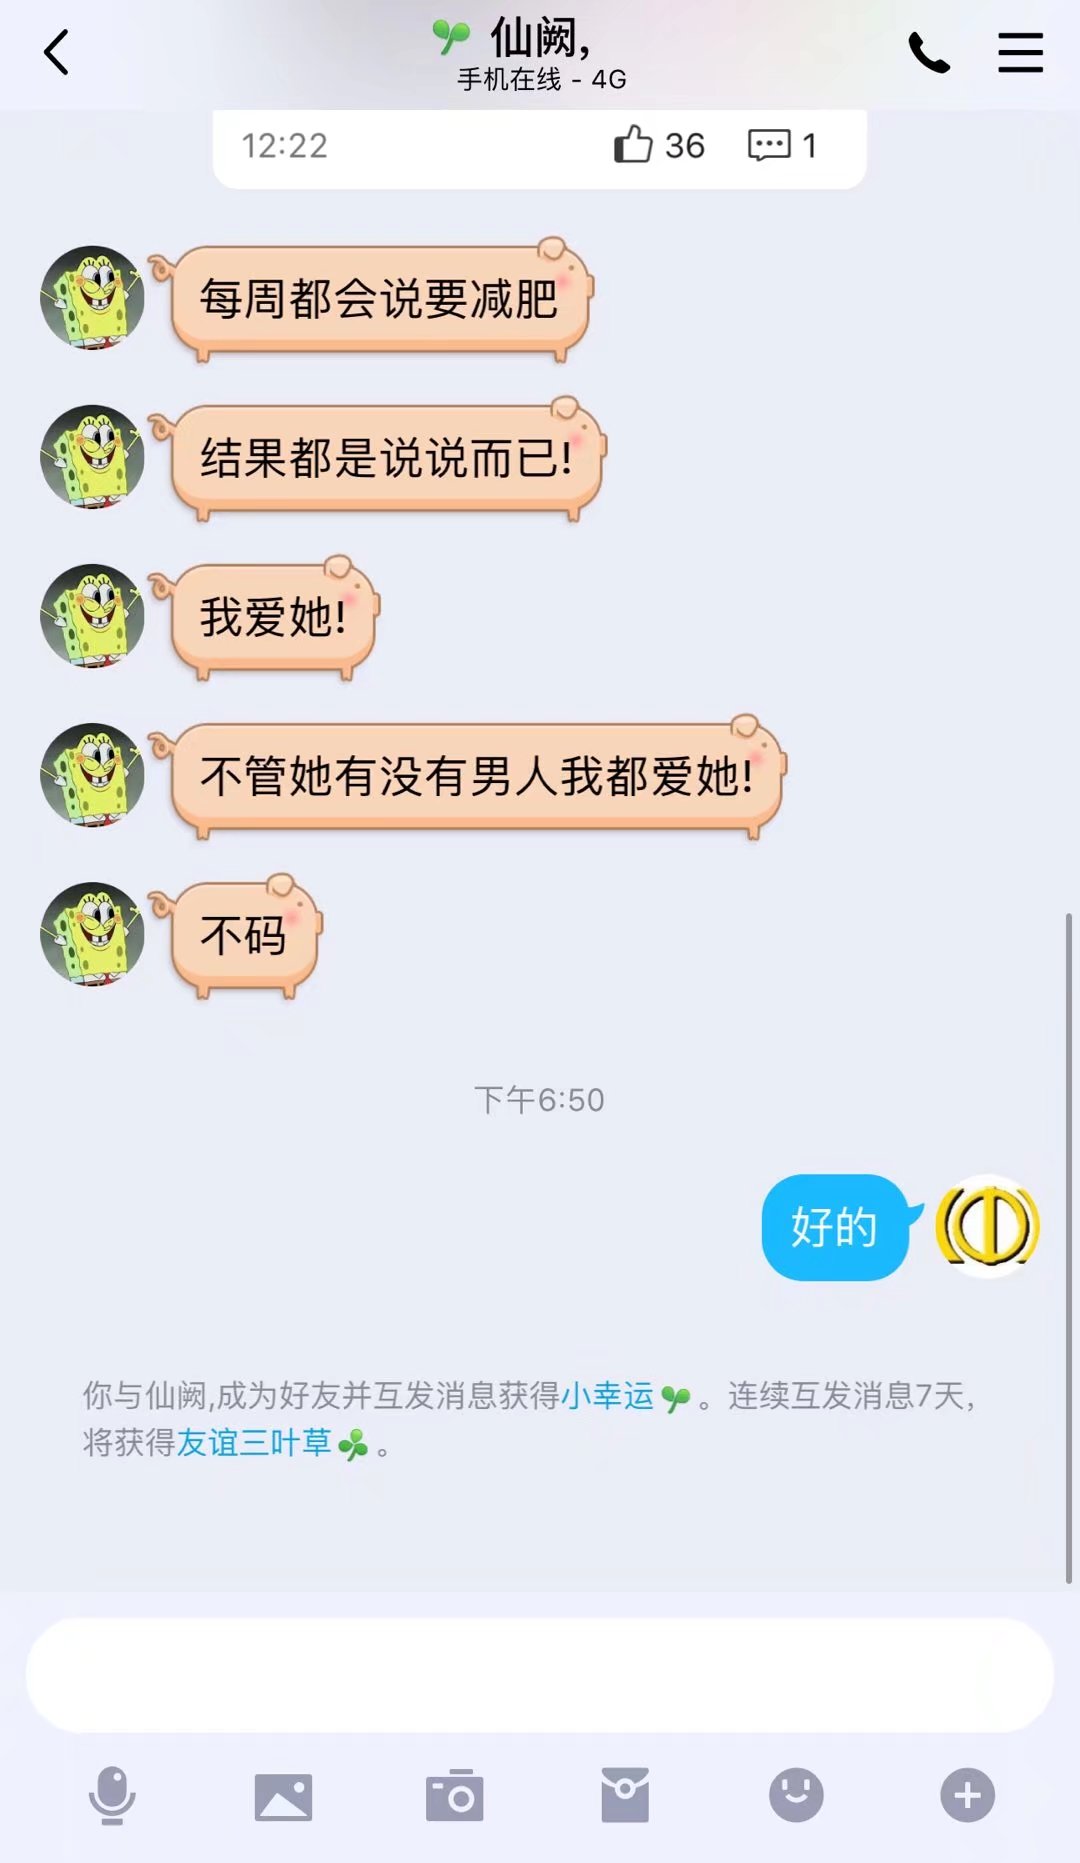 仙阙,
手机在线 - 4G
12:22
36
1
每周都会说要减肥
结果都是说说而已!
我爱她!
不管她有没有男人我都爱她!
不码
下午6:50
好的
你与仙阙,成为好友并互发消息获得小幸运。连续互发消息7天,
将获得友谊三叶草。